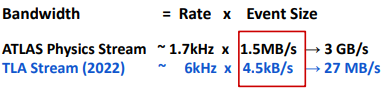 Bandwidth = Rate x Event Size
ATLAS Physics Stream ~ 1.7kHz x 1.5MB/s → 3 GB/s
TLA Stream (2022) ~ 6kHz x 4.5kB/s → 27 MB/s